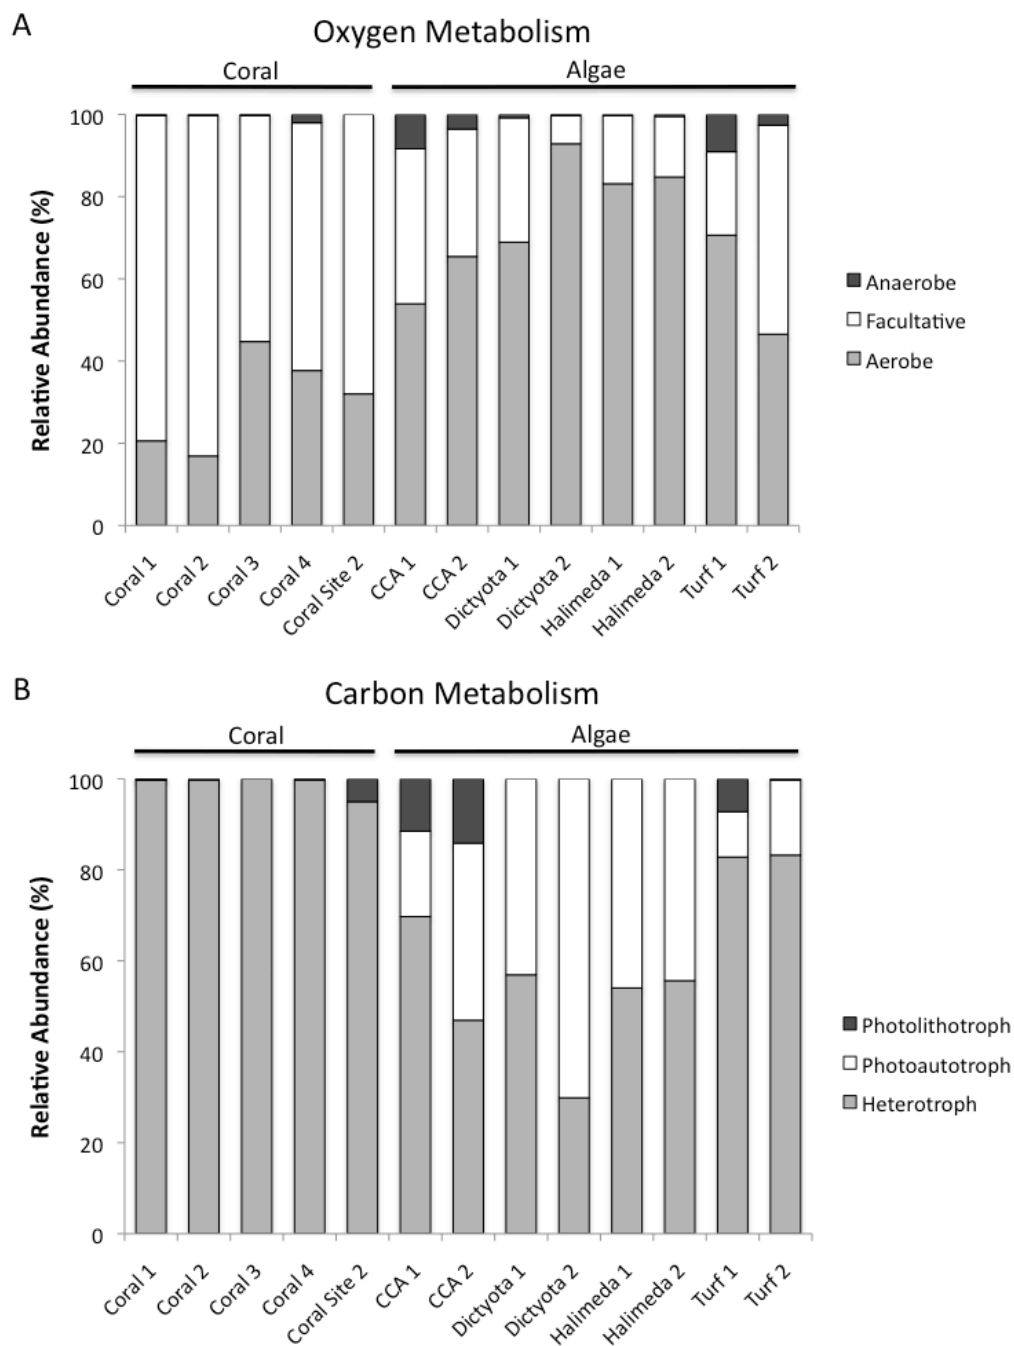 A
Oxygen Metabolism
Coral
Algae
Relative Abundance (%)
100
80
60
40
20
0
Coral 1
Coral 2
Coral 3
Coral 4
Coral Site 2
CCA 1
CCA 2
Dictyota 1
Dictyota 2
Halimeda 1
Halimeda 2
Turf 1
Turf 2
Anaerobe
Facultative
Aerobe
B
Carbon Metabolism
Coral
Algae
Relative Abundance (%)
100
80
60
40
20
0
Coral 1
Coral 2
Coral 3
Coral 4
Coral Site 2
CCA 1
CCA 2
Dictyota 1
Dictyota 2
Halimeda 1
Halimeda 2
Turf 1
Turf 2
Photolithotroph
Photoautotroph
Heterotroph